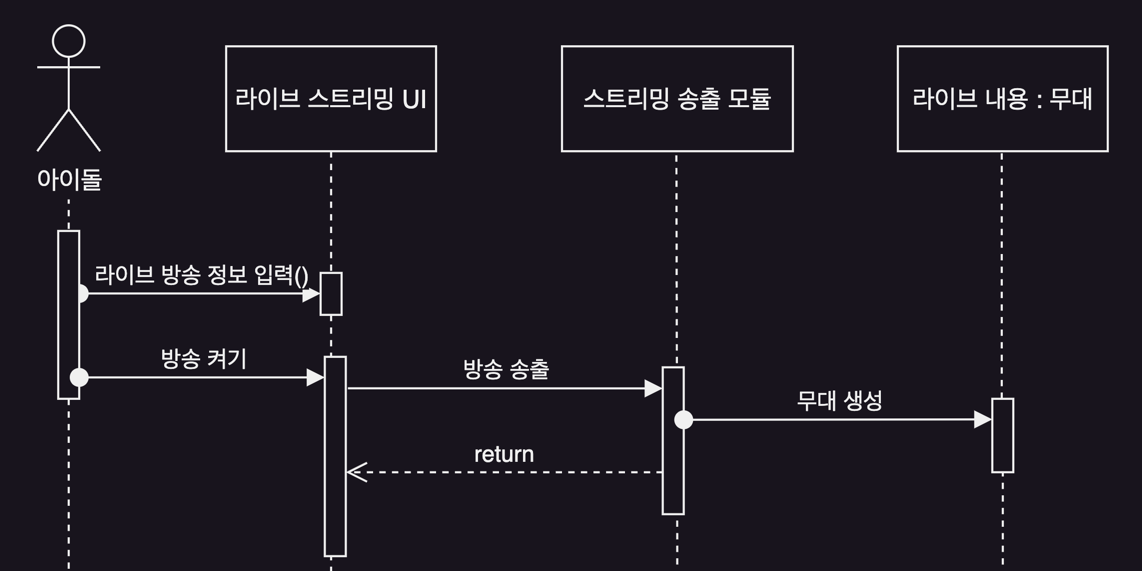 라이브 스트리밍 UI
스트리밍 송출 모듈
라이브 내용 : 무대
아이돌
라이브 방송 정보 입력()
방송 켜기
방송 송출
무대 생성
return